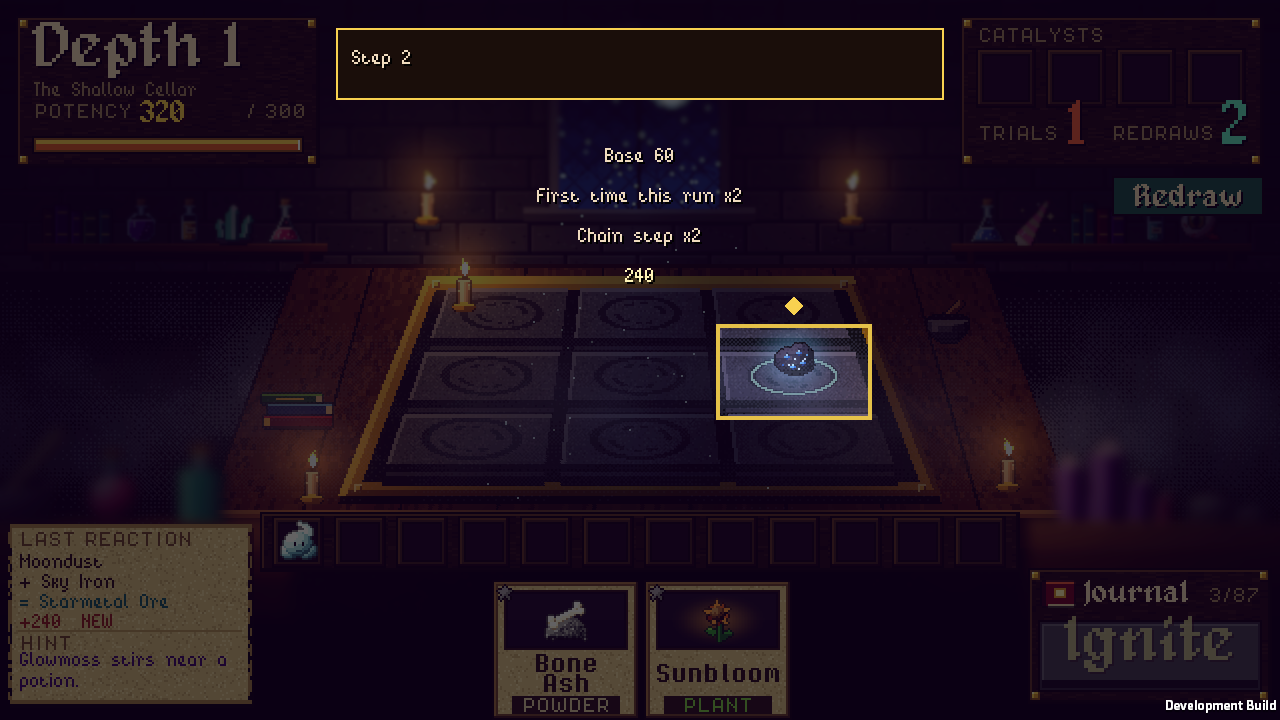 Depth 1
The Shallow Cellar
POTENCY 320 / 300
Step 2
CATALYSTS
TRIALS 1 REDRAWS 2
Redraw
Base 60
First time this run x2
Chain step x2
240
LAST REACTION
Moondust
+ Sky Iron
= Starmetal Ore
+240 NEW
HINT
Glowmoss stirs near a
potion.
Bone
Ash
POWDER
Sunbloom
PLANT
Journal 3/87
Ignite
Development Build